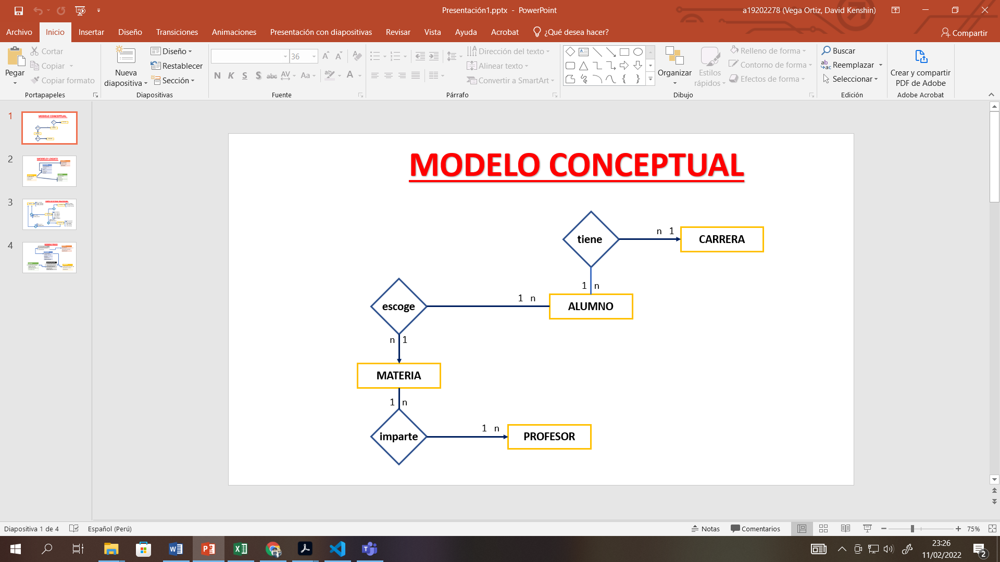 Presentación1.pptx - PowerPoint
a19202278 (Vega Ortiz, David Kenshin)
Archivo Inicio Insertar Diseño Transiciones Animaciones Presentación con diapositivas Revisar Vista Ayuda Acrobat ¿Qué desea hacer? Compartir
Pegar
Cortar
Copiar
Copiar formato
Portapapeles
Nueva
diapositiva
Diseño
Restablecer
Sección
Diapositivas
36
N K S S abc AV Aa A
Fuente
Dirección del texto
Alinear texto
Convertir a SmartArt
Párrafo
Organizar
Estilos
rápidos
Relleno de forma
Contorno de forma
Efectos de forma
Dibujo
Buscar
Reemplazar
Seleccionar
Edición
Crear y compartir
PDF de Adobe
Adobe Acrobat
1
MODELO CONCEPTUAL
2
MODELO LOGICO
3
4
MODELO CONCEPTUAL
tiene
n 1
CARRERA
1 n
escoge
1 n
ALUMNO
n 1
MATERIA
1 n
imparte
1 n
PROFESOR
Diapositiva 1 de 4
Español (Perú)
Notas
Comentarios
75%
23:26
11/02/2022
2